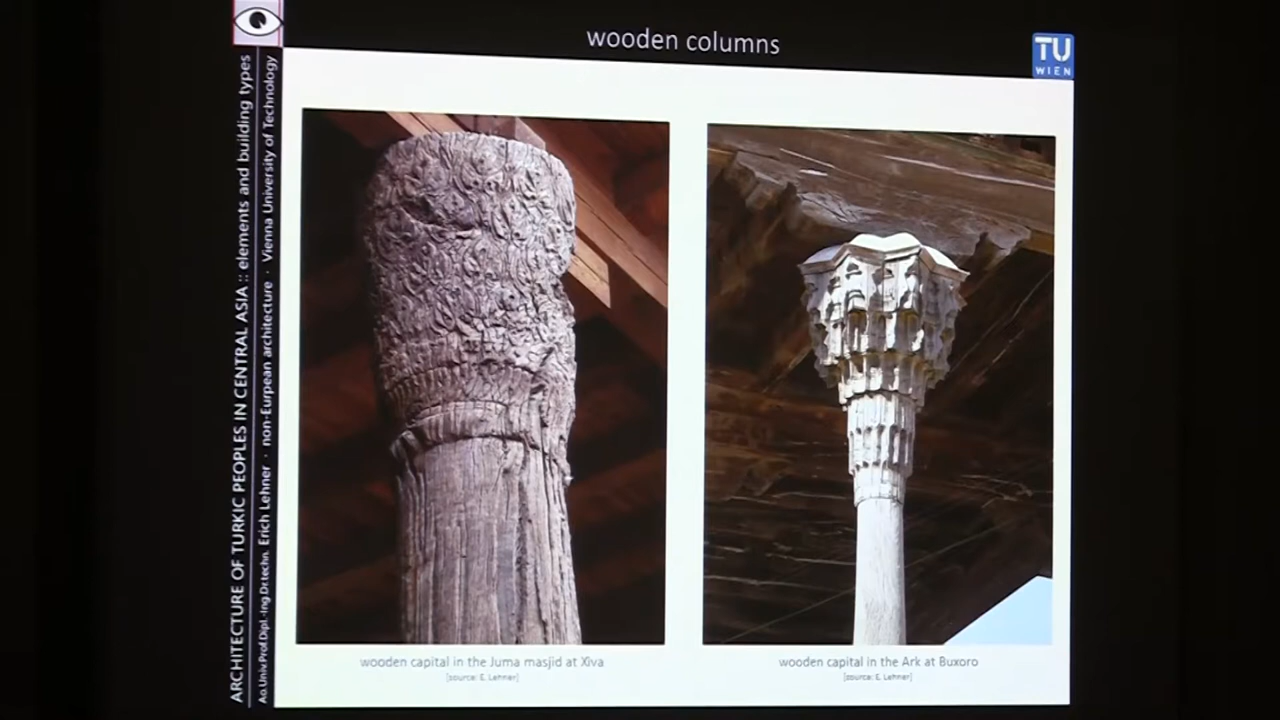 wooden columns
TU
WIEN
ARCHITECTURE OF TURKIC PEOPLES IN CENTRAL ASIA :: elements and building types
Ao.Univ.Prof.Dipl.-Ing Dr.techn. Erich Lehner · non-Eurpean architecture · Vienna University of Technology
wooden capital in the Juma masjid at Xiva
[source: E. Lehner]
wooden capital in the Ark at Buxoro
[source: E. Lehner]